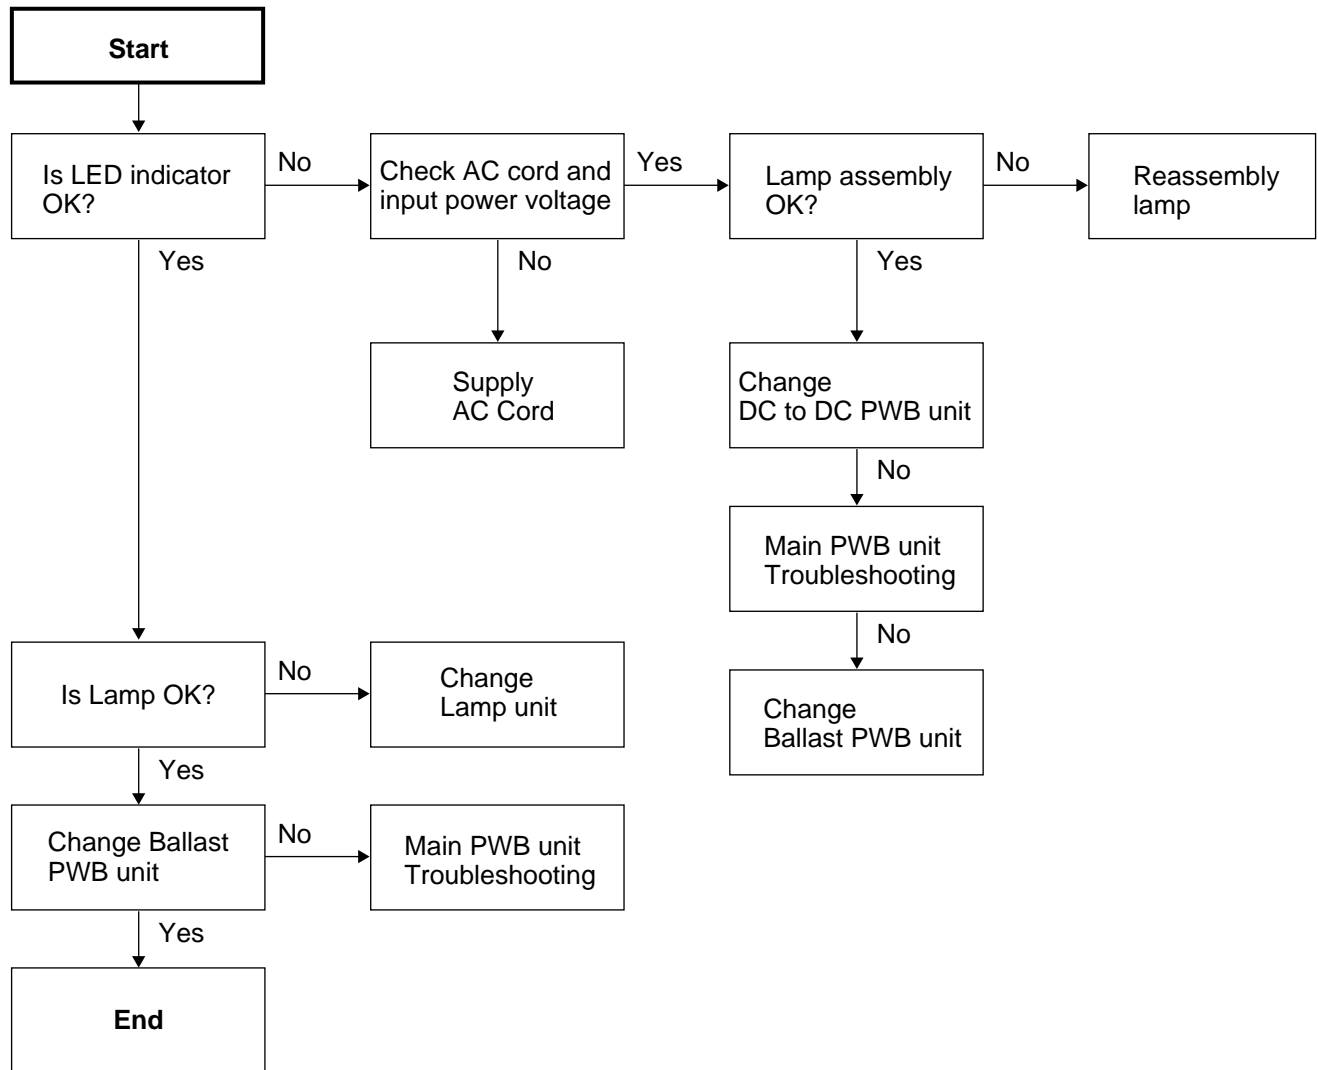 Start
Is LED indicator
OK?
No
Check AC cord and
input power voltage
Yes
Lamp assembly
OK?
No
Reassembly
lamp
Yes
No
Yes
Supply
AC Cord
Change
DC to DC PWB unit
No
Main PWB unit
Troubleshooting
No
Change
Ballast PWB unit
Is Lamp OK?
No
Change
Lamp unit
Yes
Change Ballast
PWB unit
No
Main PWB unit
Troubleshooting
Yes
End